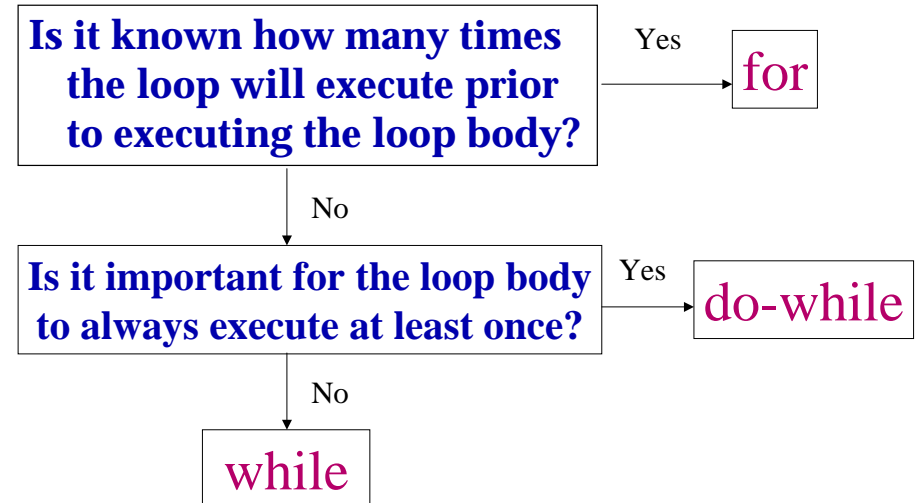 Is it known how many times
the loop will execute prior
to executing the loop body?
Yes
for
No
Is it important for the loop body
to always execute at least once?
Yes
do-while
No
while